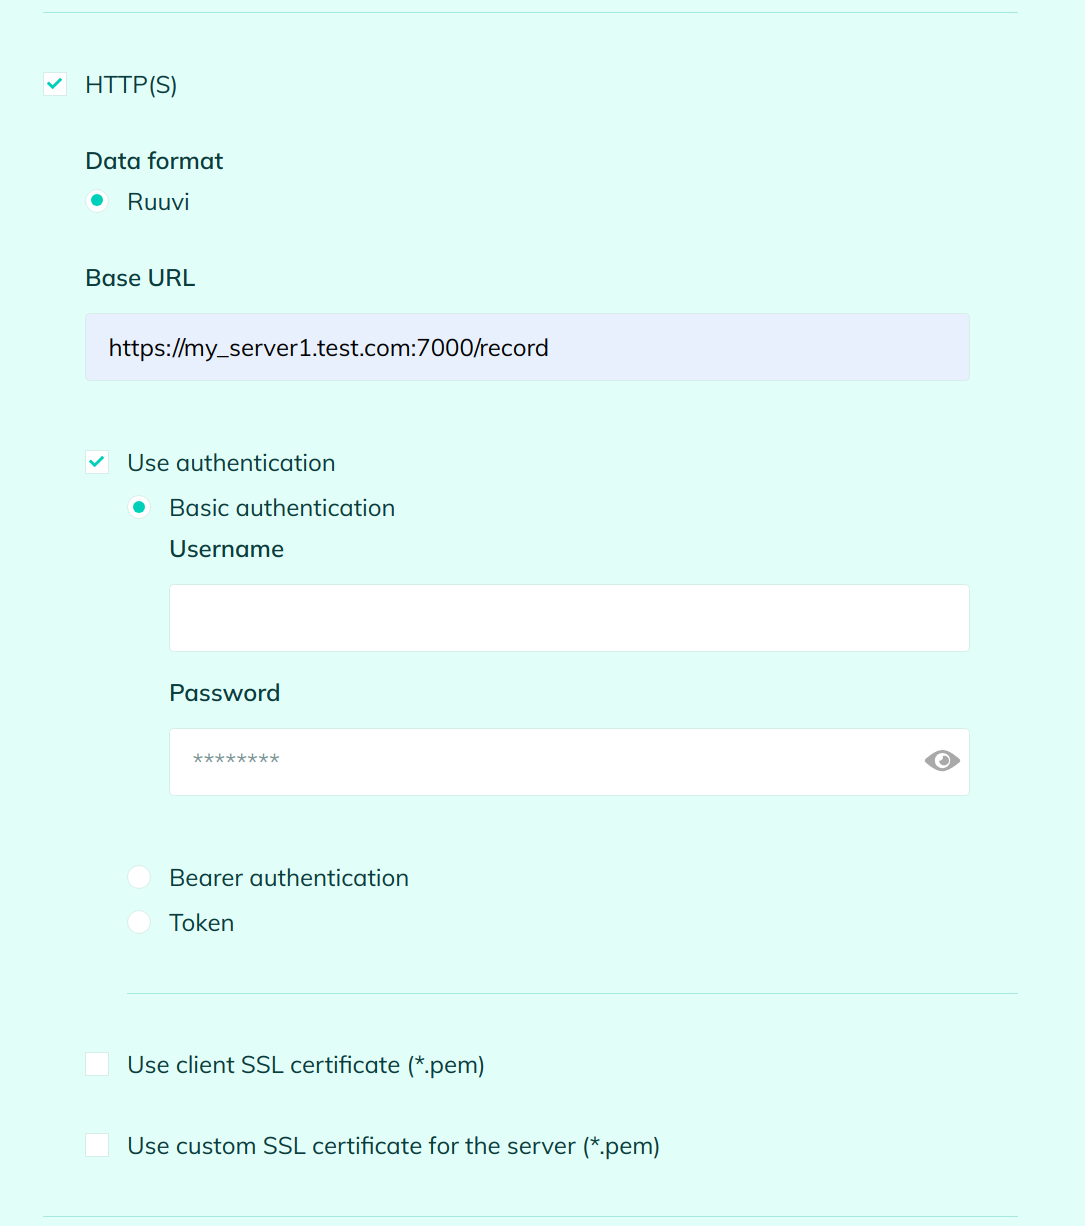 HTTP(S)
Data format
Ruuvi
Base URL
https://my_server1.test.com:7000/record
Use authentication
Basic authentication
Username
Password
********
Bearer authentication
Token
Use client SSL certificate (*.pem)
Use custom SSL certificate for the server (*.pem)